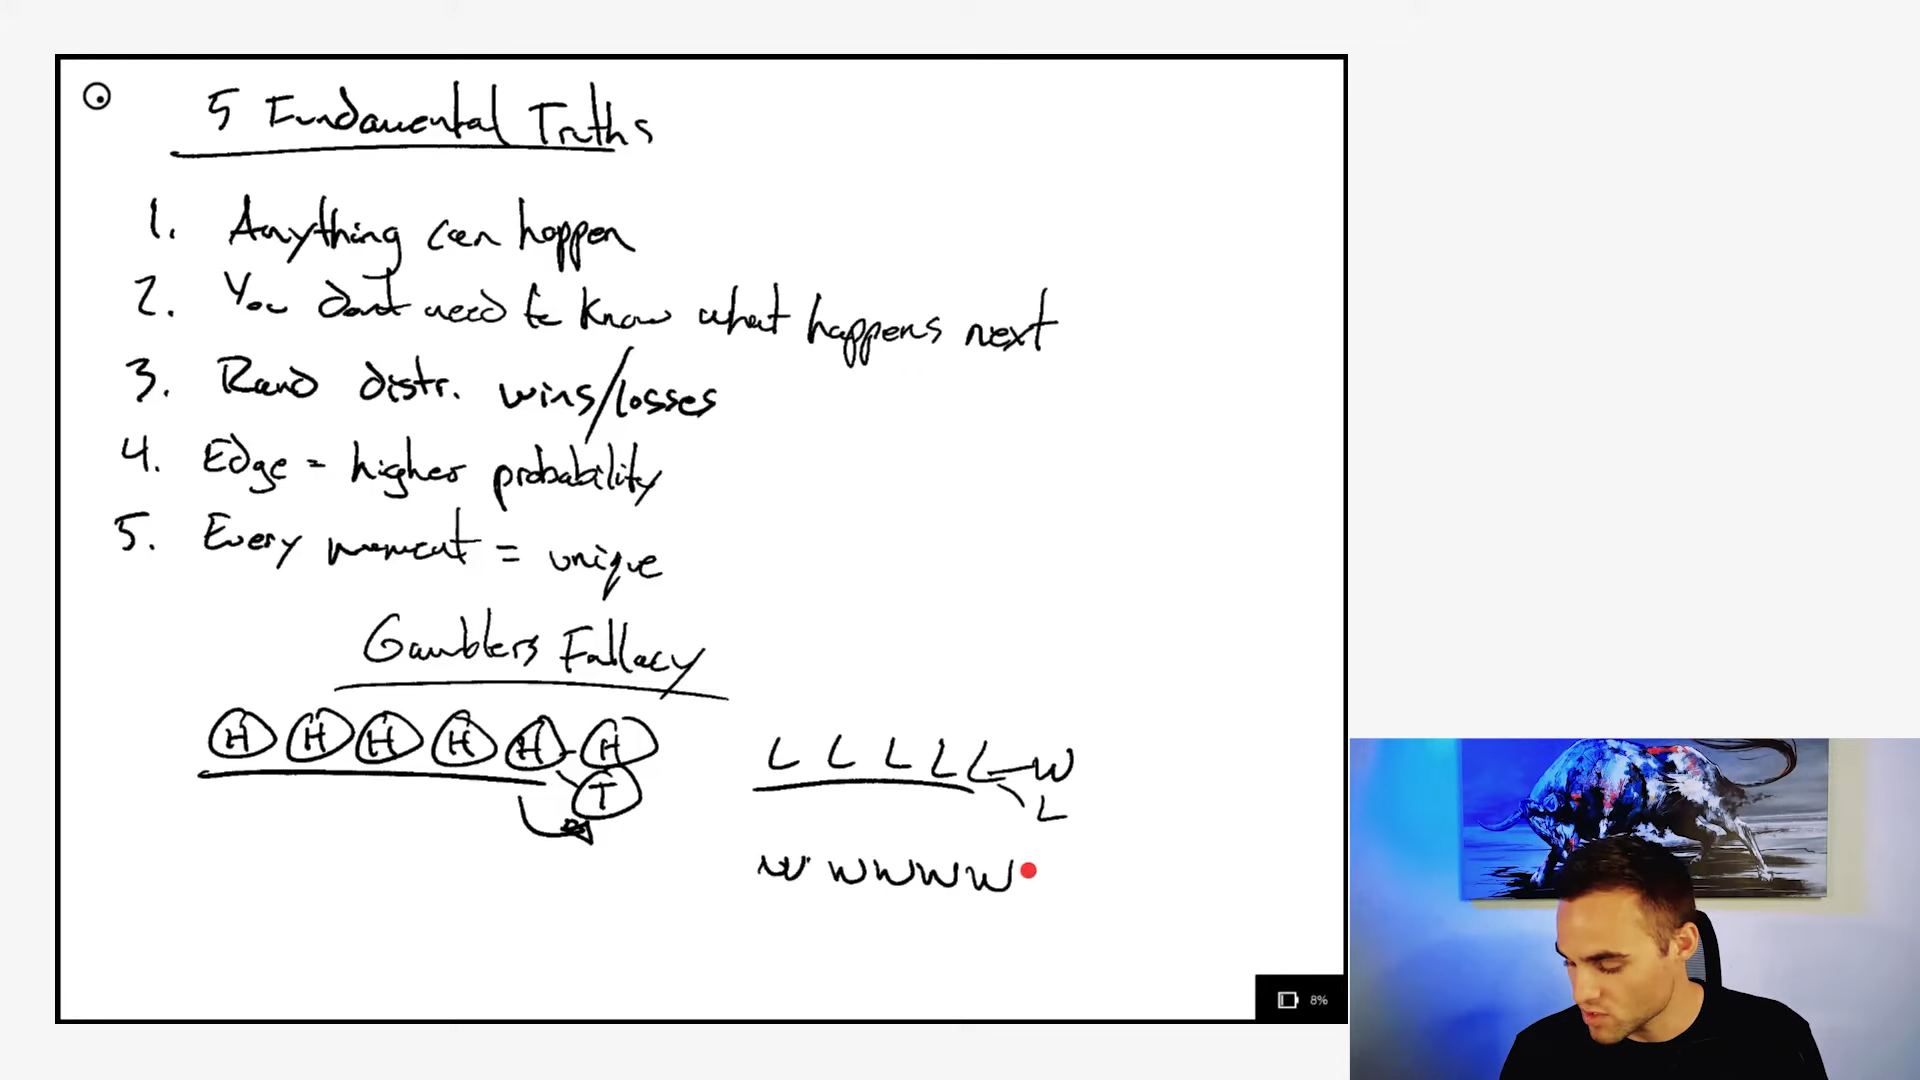 5 Fundamental Truths
1. Anything can happen
2. You don't need to know what happens next
3. Rand distr. wins/losses
4. Edge = higher probability
5. Every moment = unique
Gamblers Fallacy
H H H H H - H
T
L L L L L - W
L
W W W W W
8%